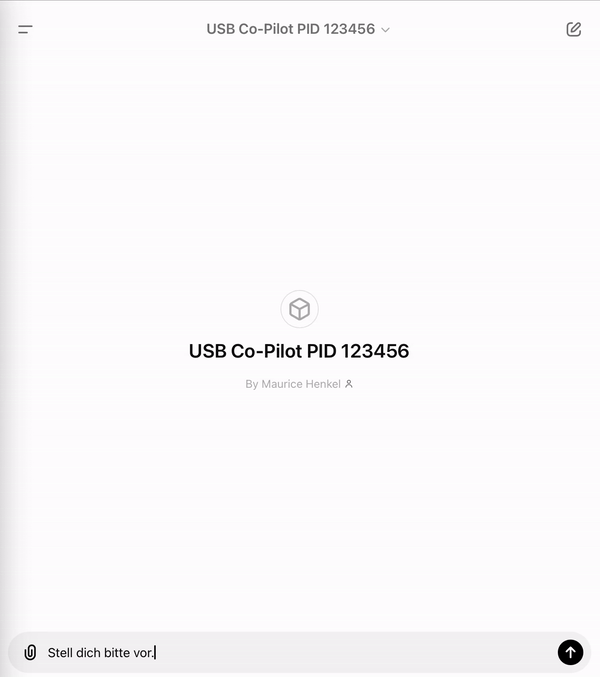 USB Co-Pilot PID 123456
USB Co-Pilot PID 123456
By Maurice Henkel
Stell dich bitte vor.